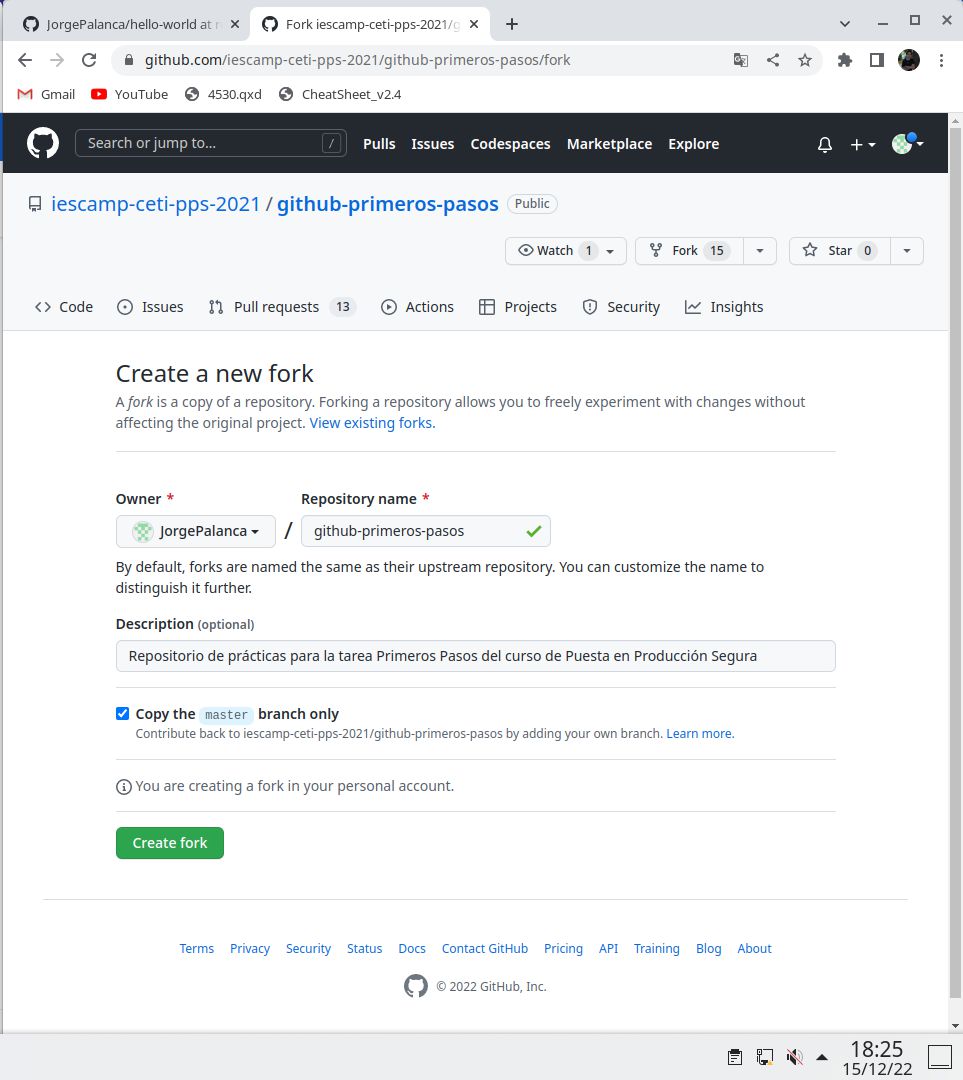 JorgePalanca/hello-world at r
Fork iescamp-ceti-pps-2021/g
github.com/iescamp-ceti-pps-2021/github-primeros-pasos/fork
Gmail YouTube 4530.qxd CheatSheet_v2.4
Search or jump to... / Pulls Issues Codespaces Marketplace Explore
iescamp-ceti-pps-2021 / github-primeros-pasos Public
Watch 1 Fork 15 Star 0
Code Issues Pull requests 13 Actions Projects Security Insights
Create a new fork
A fork is a copy of a repository. Forking a repository allows you to freely experiment with changes without
affecting the original project. View existing forks.
Owner * Repository name *
JorgePalanca / github-primeros-pasos
By default, forks are named the same as their upstream repository. You can customize the name to
distinguish it further.
Description (optional)
Repositorio de prácticas para la tarea Primeros Pasos del curso de Puesta en Producción Segura
Copy the master branch only
Contribute back to iescamp-ceti-pps-2021/github-primeros-pasos by adding your own branch. Learn more.
You are creating a fork in your personal account.
Create fork
Terms Privacy Security Status Docs Contact GitHub Pricing API Training Blog About
© 2022 GitHub, Inc.
18:25
15/12/22